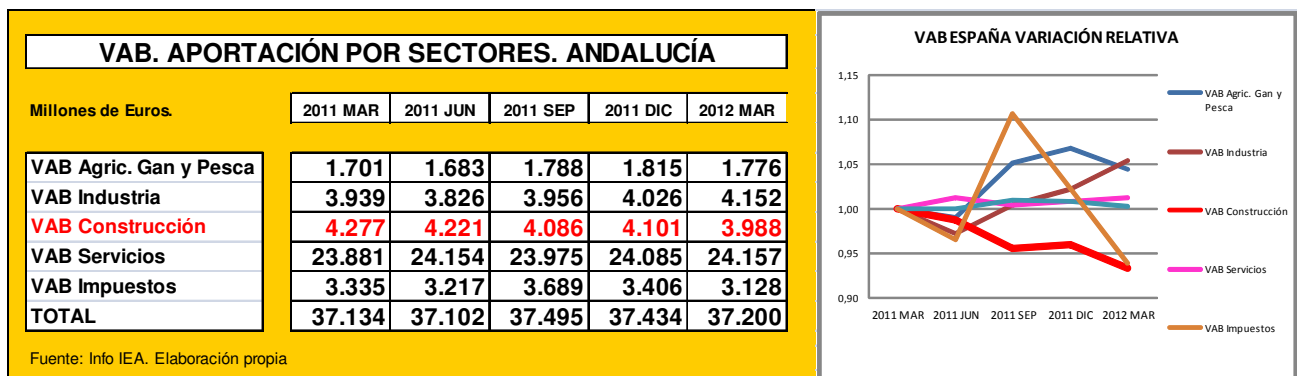 VAB. APORTACIÓN POR SECTORES. ANDALUCÍA
Millones de Euros. 2011 MAR 2011 JUN 2011 SEP 2011 DIC 2012 MAR
VAB Agric. Gan y Pesca 1.701 1.683 1.788 1.815 1.776
VAB Industria 3.939 3.826 3.956 4.026 4.152
VAB Construcción 4.277 4.221 4.086 4.101 3.988
VAB Servicios 23.881 24.154 23.975 24.085 24.157
VAB Impuestos 3.335 3.217 3.689 3.406 3.128
TOTAL 37.134 37.102 37.495 37.434 37.200
Fuente: Info IEA. Elaboración propia
VAB ESPAÑA VARIACIÓN RELATIVA
1,15
1,10
1,05
1,00
0,95
0,90
2011 MAR 2011 JUN 2011 SEP 2011 DIC 2012 MAR
VAB Agric. Gan y
Pesca
VAB Industria
VAB Construcción
VAB Servicios
VAB Impuestos